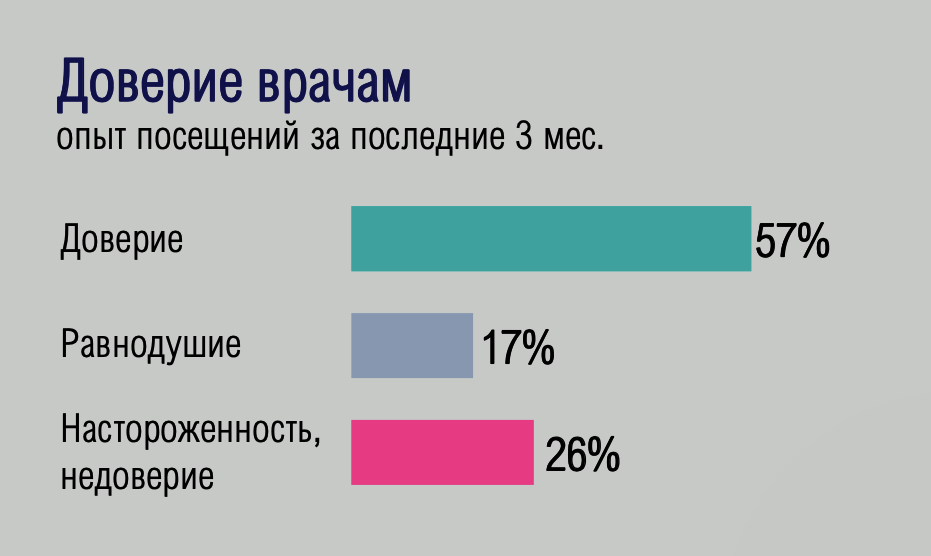 Доверие врачам
опыт посещений за последние 3 мес.
Доверие 57%
Равнодушие 17%
Настороженность,
недоверие 26%